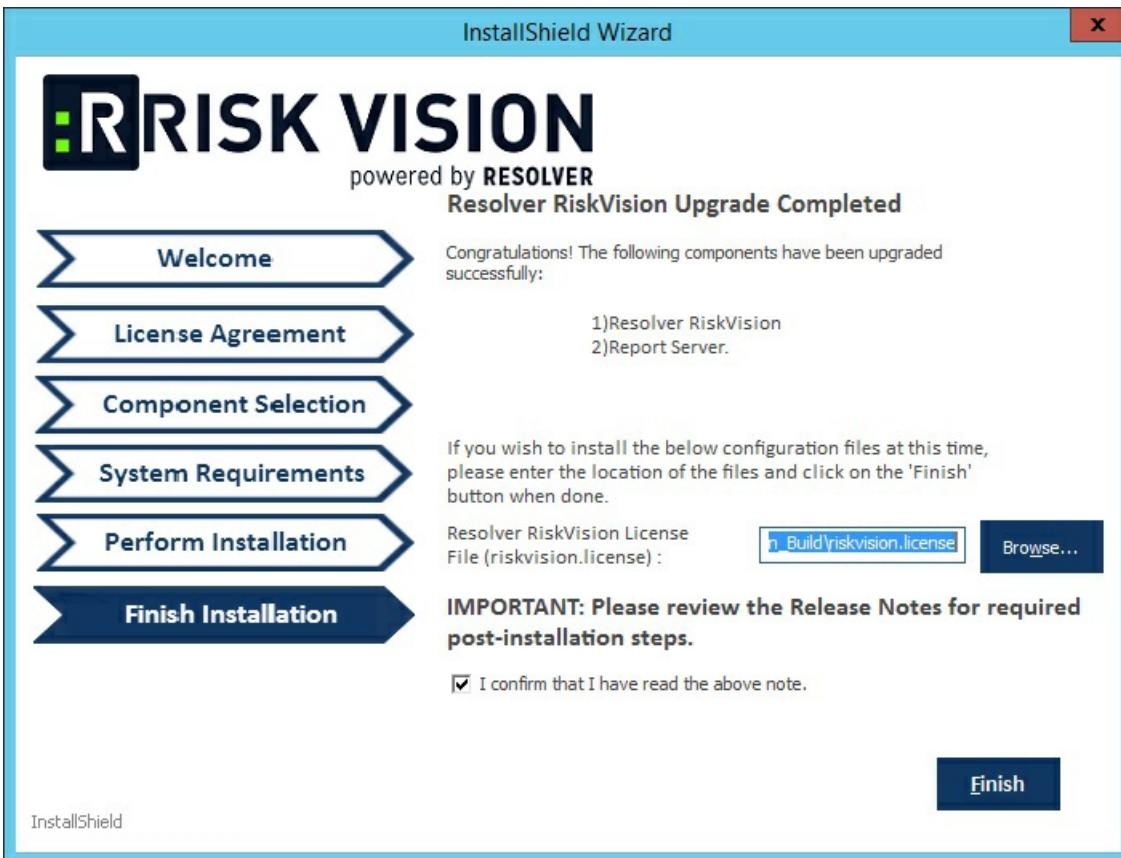 InstallShield Wizard
x
:R RISK VISION
powered by RESOLVER
Resolver RiskVision Upgrade Completed
Welcome
Congratulations! The following components have been upgraded
successfully:
License Agreement
1)Resolver RiskVision
2)Report Server.
Component Selection
System Requirements
If you wish to install the below configuration files at this time,
please enter the location of the files and click on the 'Finish'
button when done.
Perform Installation
Resolver RiskVision License
File (riskvision.license) :
n_Build\riskvision.license
Browse...
Finish Installation
IMPORTANT: Please review the Release Notes for required
post-installation steps.
I confirm that I have read the above note.
Finish
InstallShield